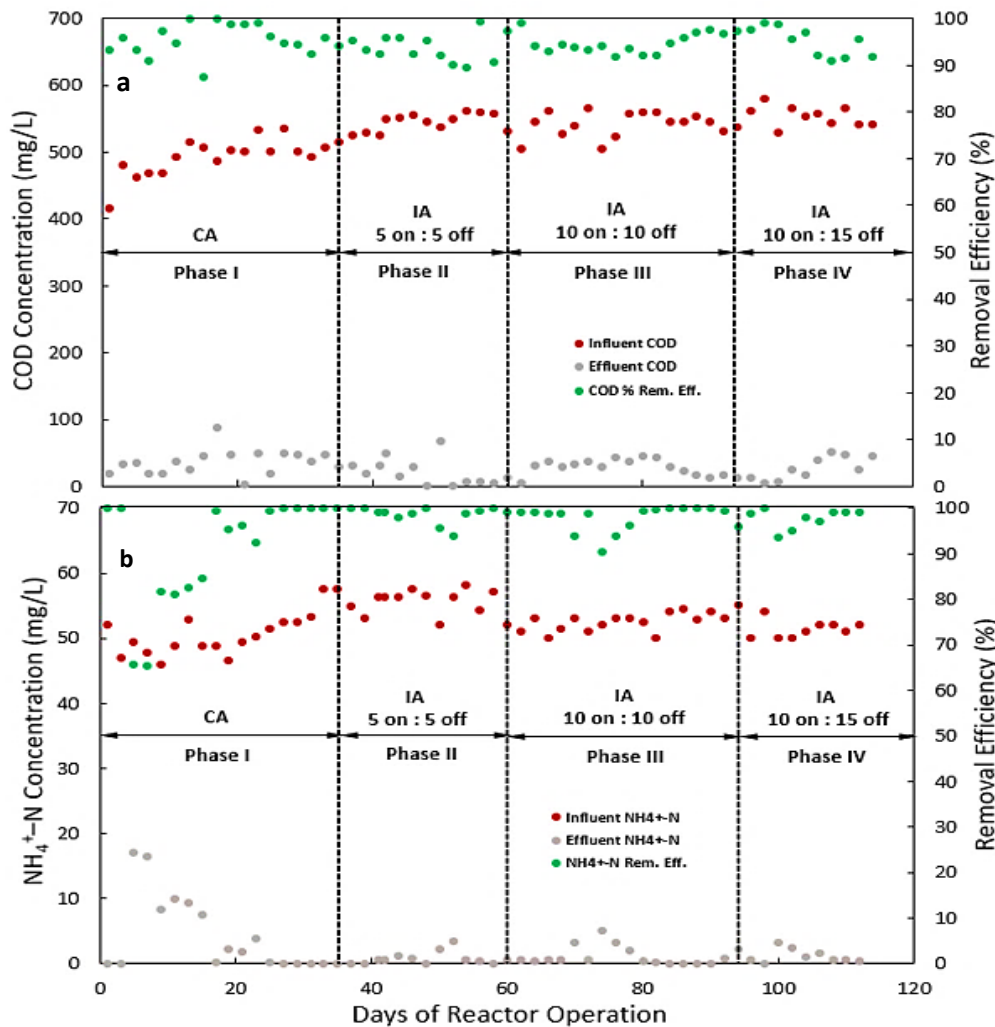 a
COD Concentration (mg/L)
700
600
500
400
300
200
100
0
CA
Phase I
IA
5 on : 5 off
Phase II
IA
10 on : 10 off
Phase III
IA
10 on : 15 off
Phase IV
Influent COD
Effluent COD
COD % Rem. Eff.
100
90
80
70
60
50
40
30
20
10
0
Removal Efficiency (%)
b
NH₄⁺–N Concentration (mg/L)
70
60
50
40
30
20
10
0
CA
Phase I
IA
5 on : 5 off
Phase II
IA
10 on : 10 off
Phase III
IA
10 on : 15 off
Phase IV
Influent NH4+-N
Effluent NH4+-N
NH4+-N Rem. Eff.
100
90
80
70
60
50
40
30
20
10
0
Removal Efficiency (%)
0 20 40 60 80 100 120
Days of Reactor Operation